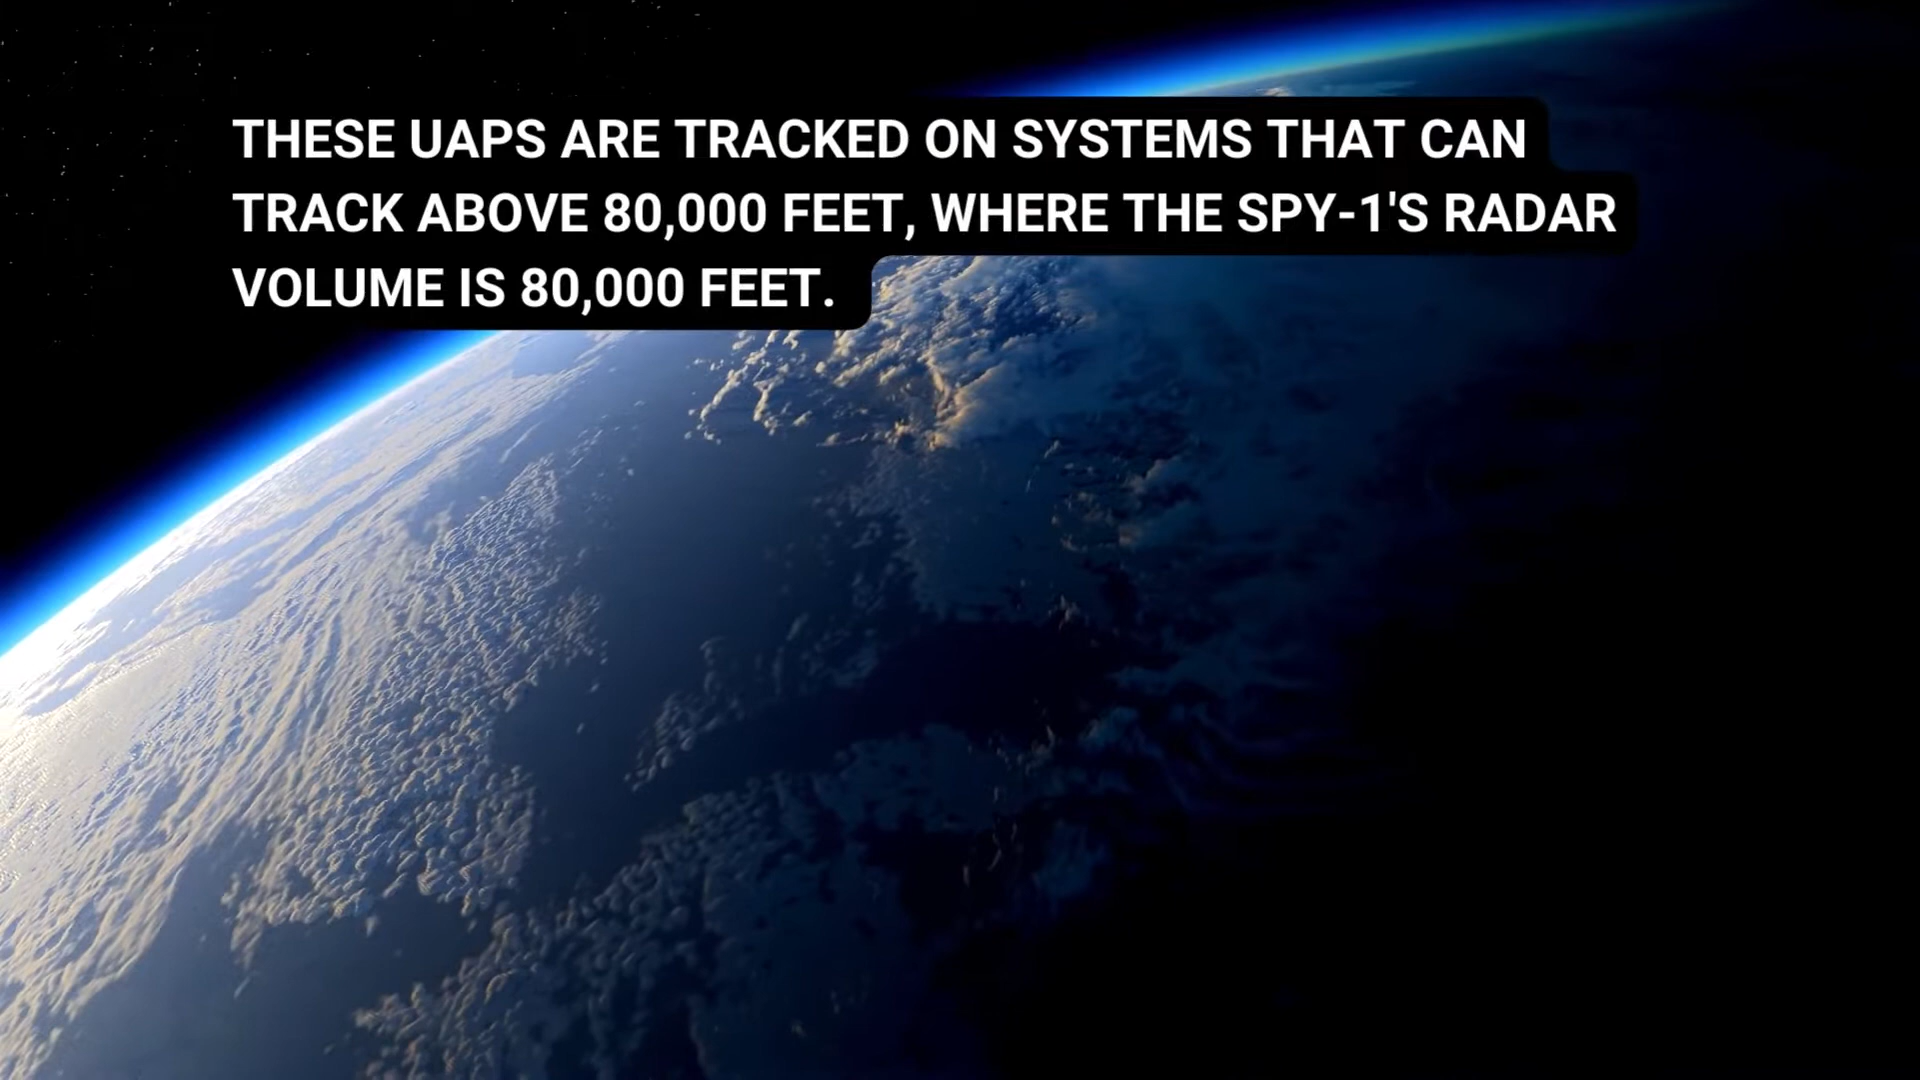 THESE UAPS ARE TRACKED ON SYSTEMS THAT CAN
TRACK ABOVE 80,000 FEET, WHERE THE SPY-1'S RADAR
VOLUME IS 80,000 FEET.